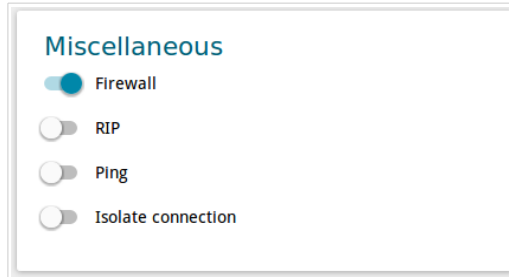 Miscellaneous
Firewall
RIP
Ping
Isolate connection